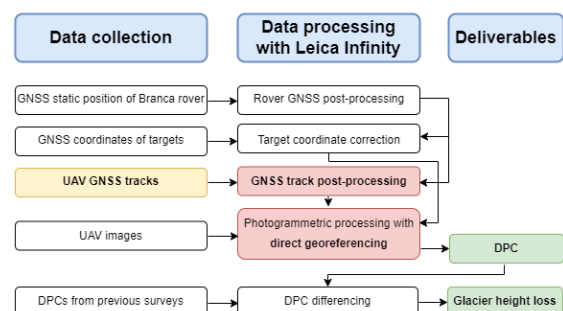 Data collection
Data processing
with Leica Infinity
Deliverables
GNSS static position of Branca rover
Rover GNSS post-processing
GNSS coordinates of targets
Target coordinate correction
UAV GNSS tracks
GNSS track post-processing
UAV images
Photogrammetric processing with
direct georeferencing
DPC
DPCs from previous surveys
DPC differencing
Glacier height loss